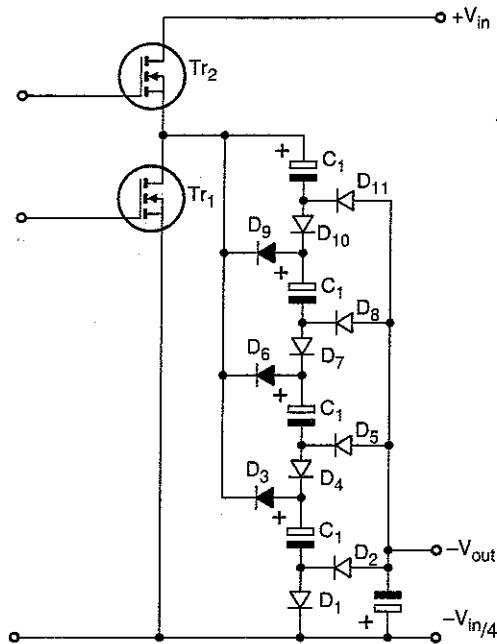 +Vin
Tr2
+
C1
Tr1
D11
D9
D10
+
C1
D8
D6
D7
+
C1
D5
D3
D4
+
C1
D2
−Vout
D1
+
−Vin/4